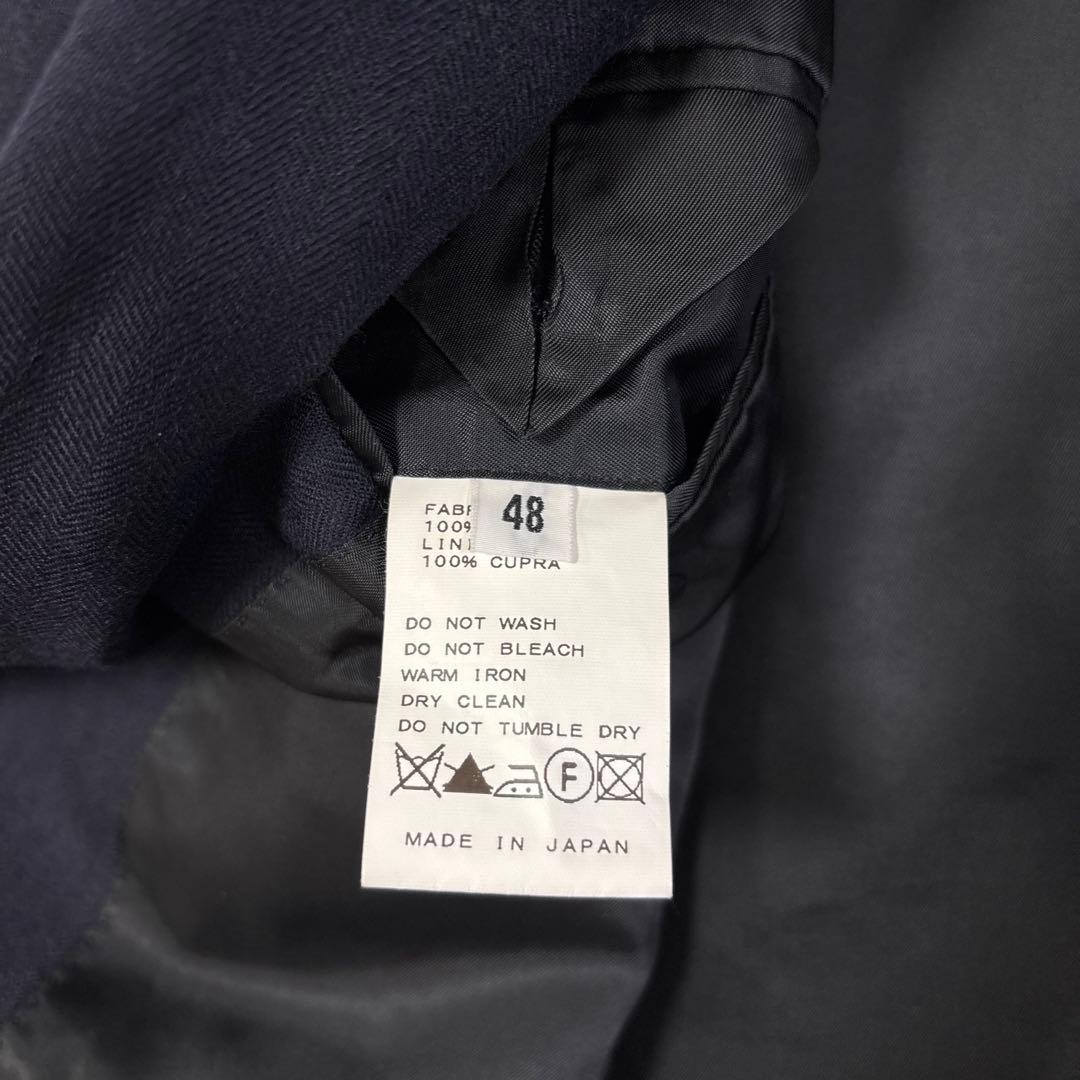 48
100%
100% CUPRA
DO NOT WASH
DO NOT BLEACH
WARM IRON
DRY CLEAN
DO NOT TUMBLE DRY
F
MADE IN JAPAN